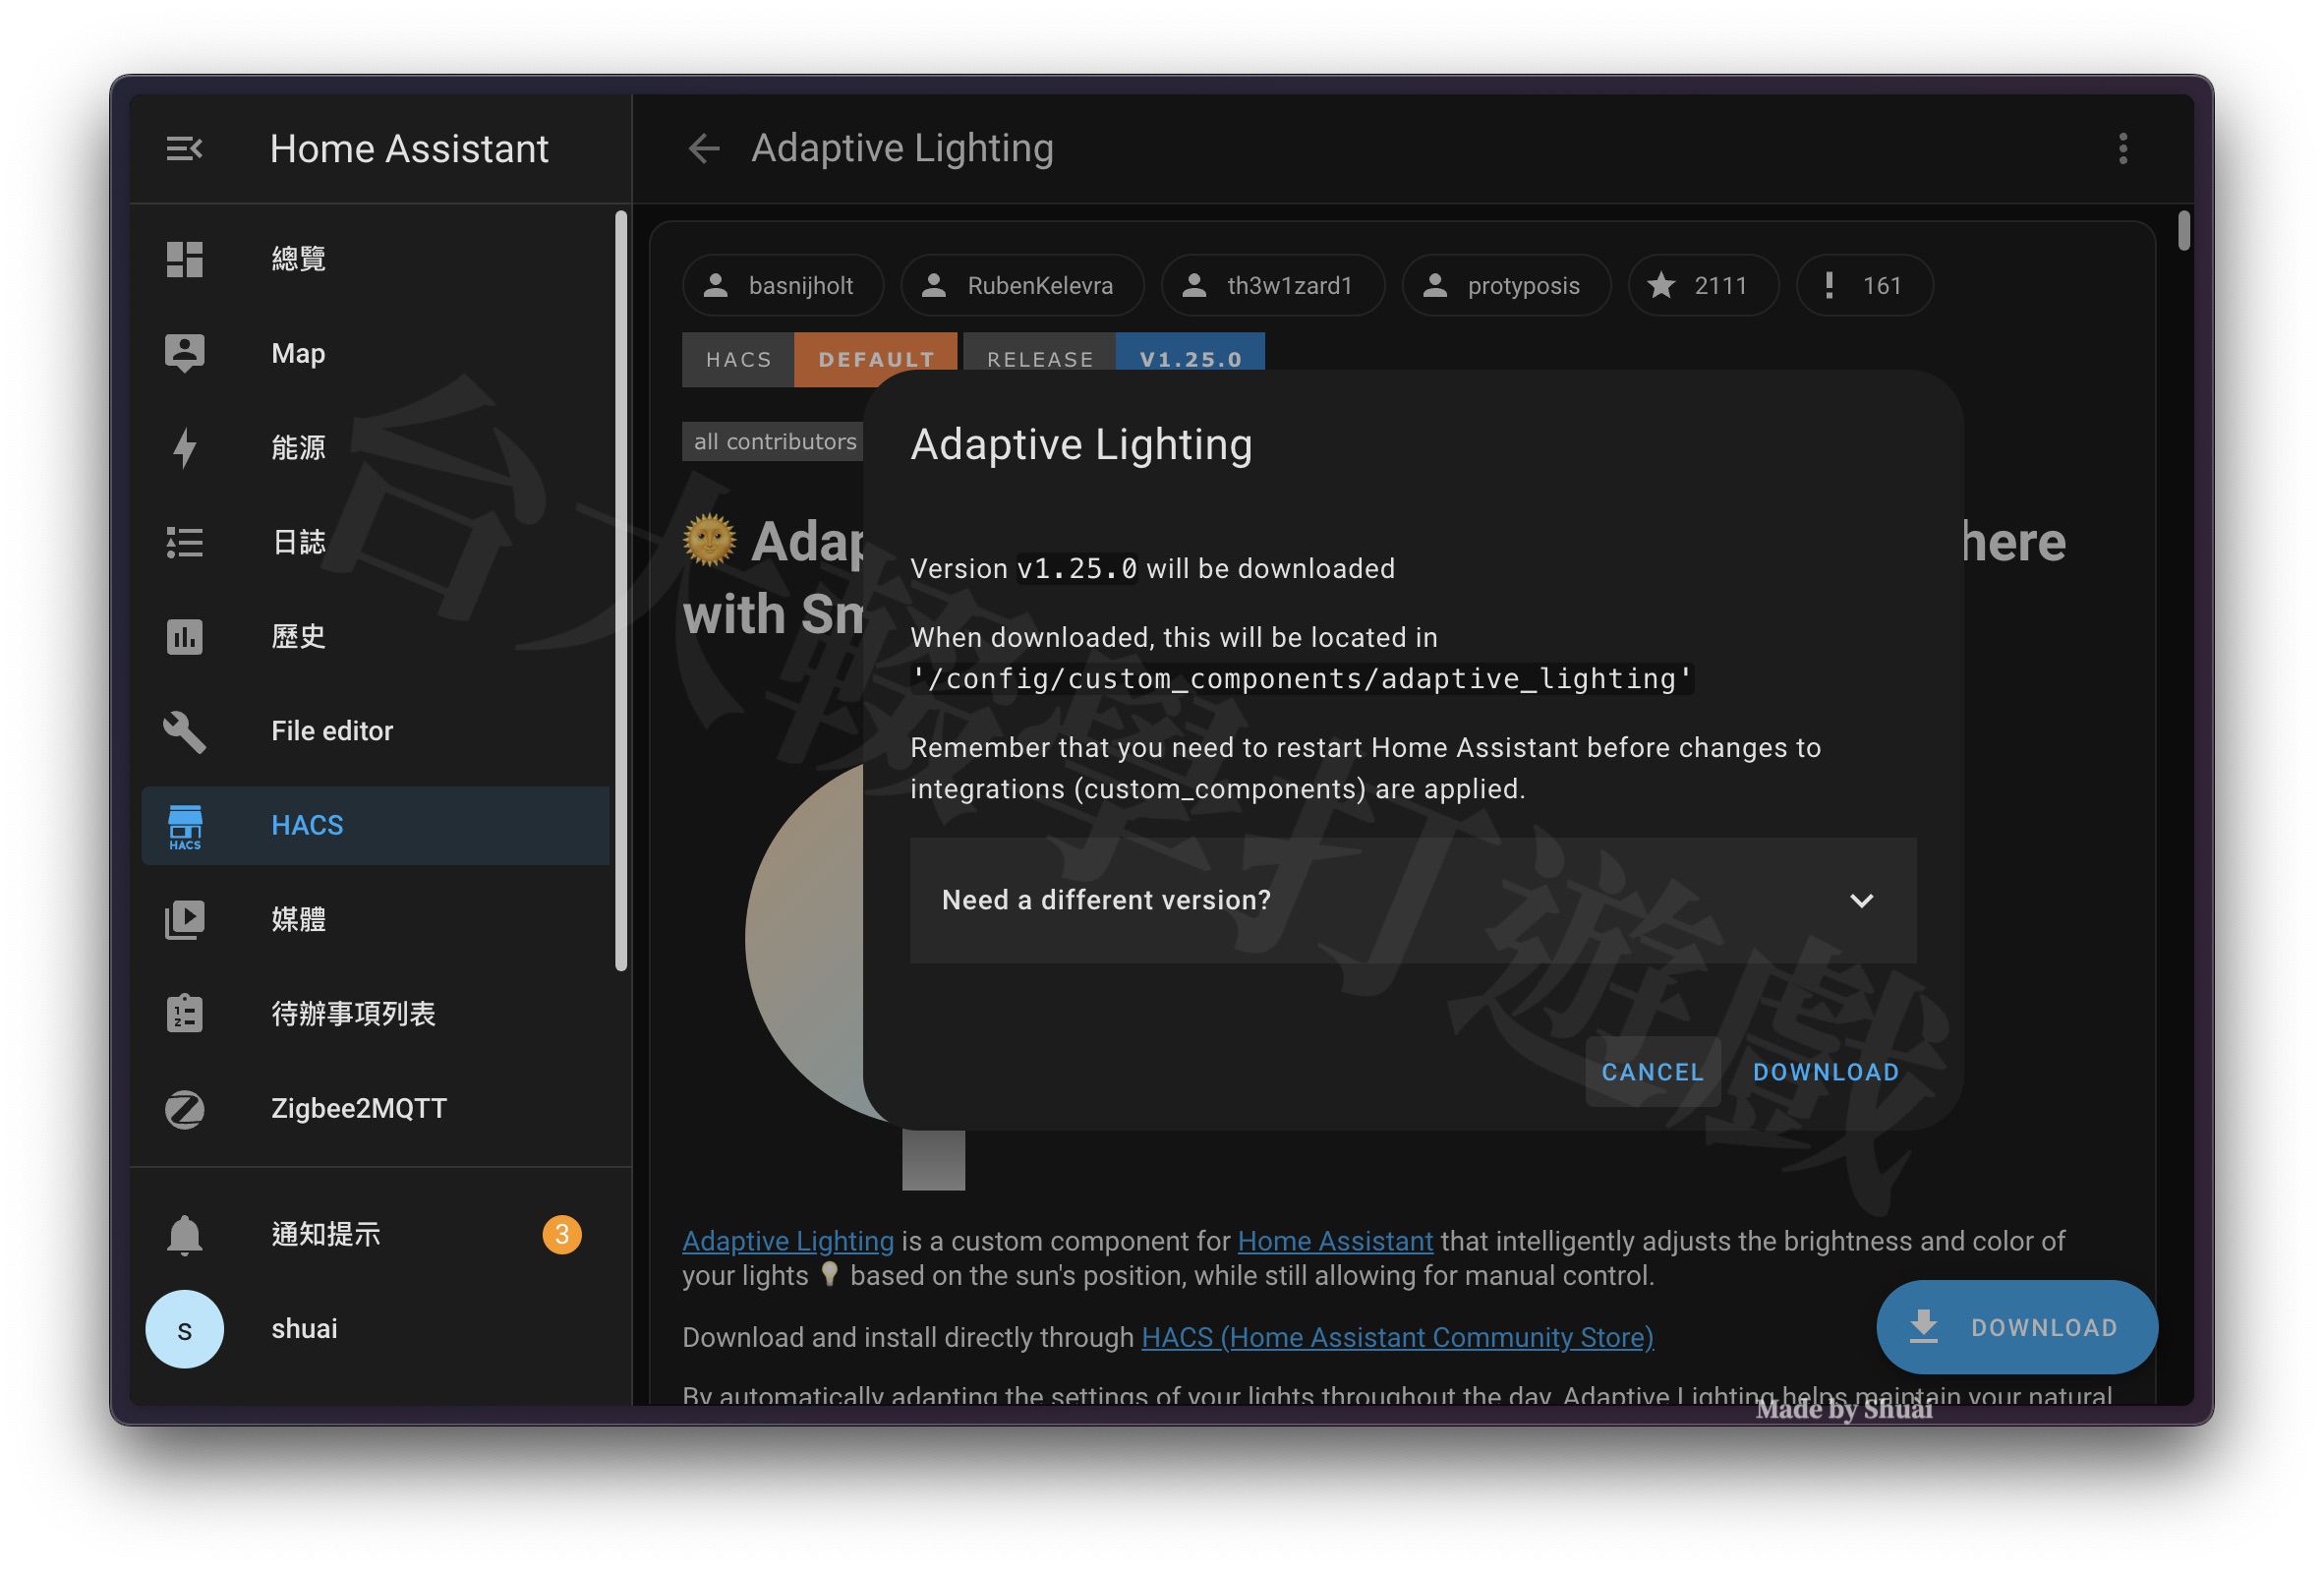 Home Assistant
總覽
Map
能源
日誌
歷史
File editor
HACS
HACS
媒體
待辦事項列表
Zigbee2MQTT
通知提示
3
s
shuai
Adaptive Lighting
basnijholt
RubenKelevra
th3w1zard1
protyposis
2111
161
HACS DEFAULT RELEASE V1.25.0
all contributors
Adap
here
with Sm
Adaptive Lighting
Version v1.25.0 will be downloaded
When downloaded, this will be located in
'/config/custom_components/adaptive_lighting'
Remember that you need to restart Home Assistant before changes to
integrations (custom_components) are applied.
Need a different version?
CANCEL
DOWNLOAD
Adaptive Lighting is a custom component for Home Assistant that intelligently adjusts the brightness and color of
your lights based on the sun's position, while still allowing for manual control.
Download and install directly through HACS (Home Assistant Community Store)
DOWNLOAD
By automatically adapting the settings of your lights throughout the day, Adaptive Lighting helps maintain your natural
Made by Shuai